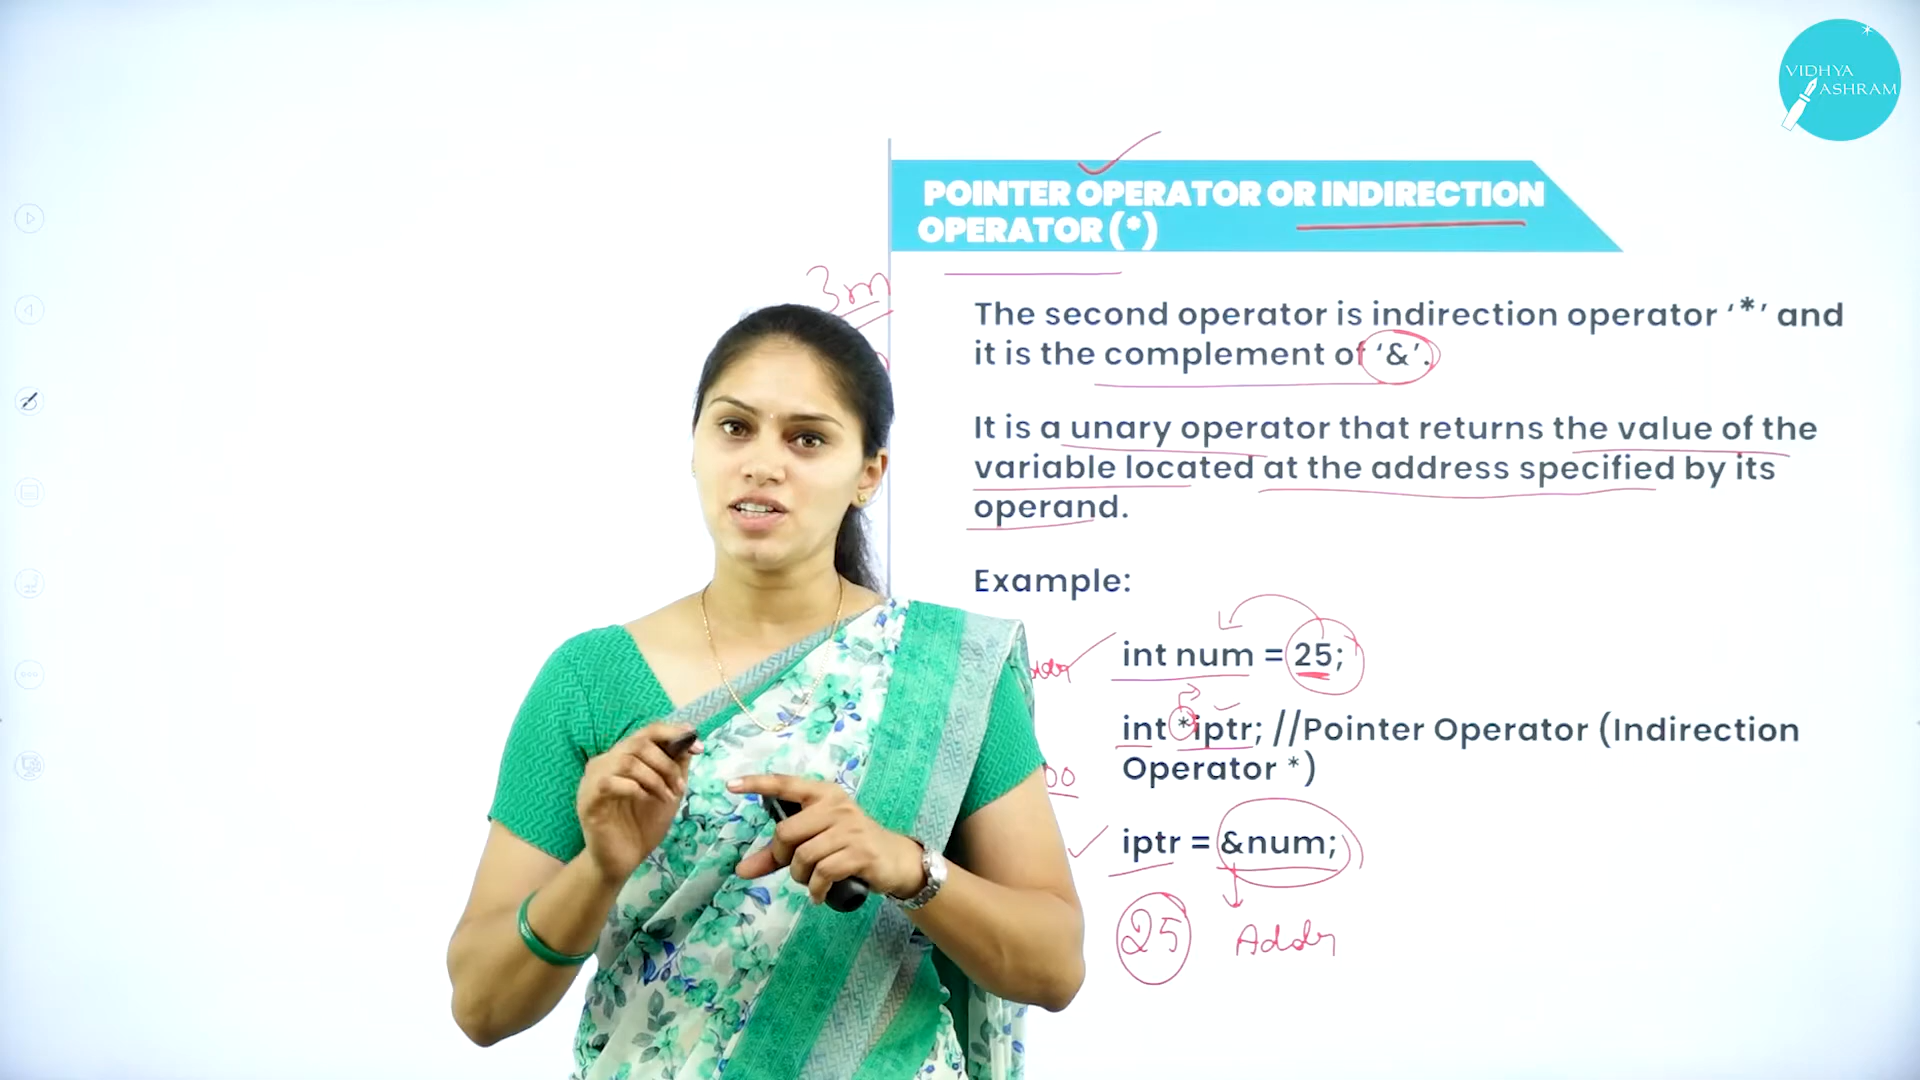 VIDHYA
ASHRAM
POINTER OPERATOR OR INDIRECTION
OPERATOR (*)
3m
The second operator is indirection operator ‘*’ and
it is the complement of ‘&’.
It is a unary operator that returns the value of the
variable located at the address specified by its
operand.
Example:
int num = 25;
int *iptr; //Pointer Operator (Indirection
Operator *)
iptr = &num;
25 Addr